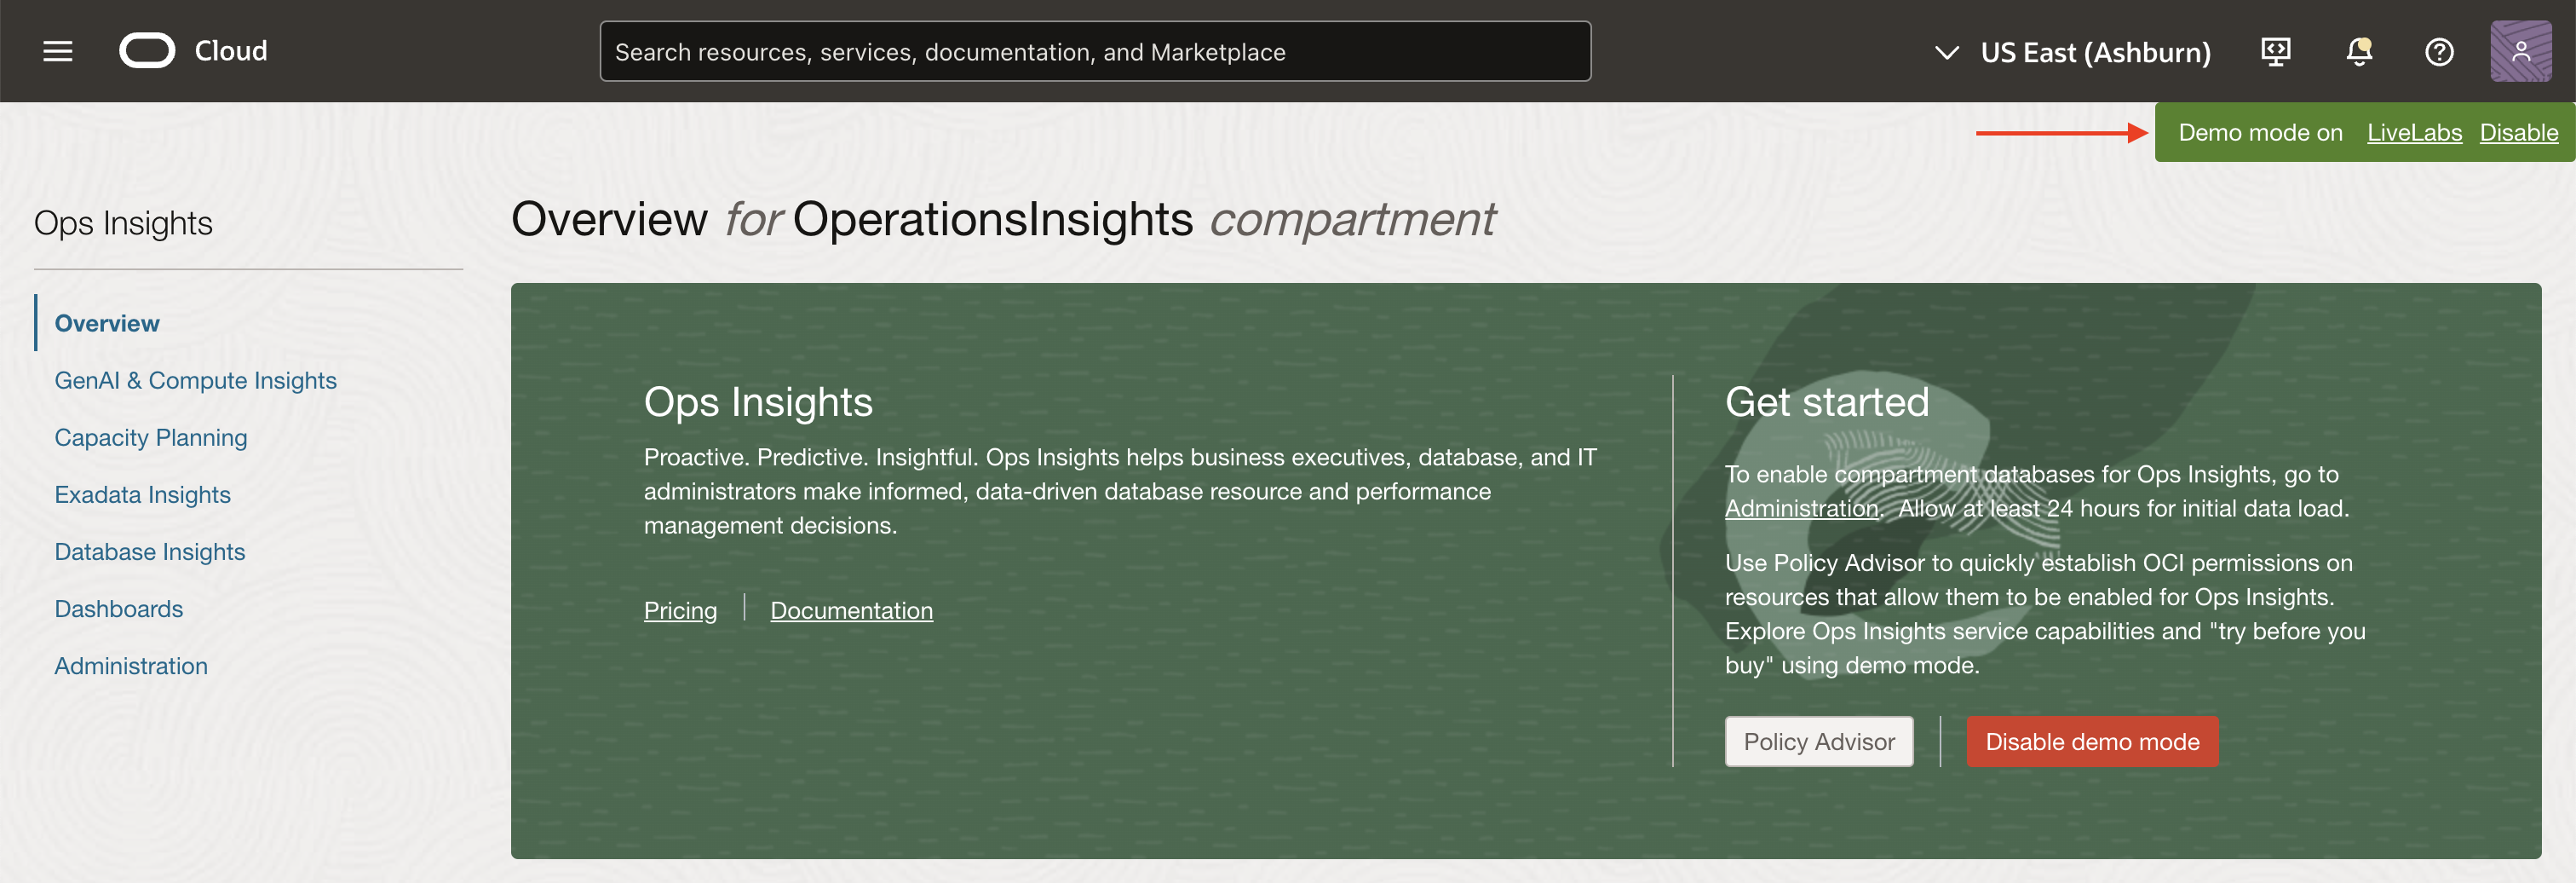 Cloud
Search resources, services, documentation, and Marketplace
US East (Ashburn)
Demo mode on LiveLabs Disable
Ops Insights
Overview
GenAI & Compute Insights
Capacity Planning
Exadata Insights
Database Insights
Dashboards
Administration
Overview for OperationsInsights compartment
Ops Insights
Proactive. Predictive. Insightful. Ops Insights helps business executives, database, and IT
administrators make informed, data-driven database resource and performance
management decisions.
Pricing
Documentation
Get started
To enable compartment databases for Ops Insights, go to
Administration. Allow at least 24 hours for initial data load.
Use Policy Advisor to quickly establish OCI permissions on
resources that allow them to be enabled for Ops Insights.
Explore Ops Insights service capabilities and "try before you
buy" using demo mode.
Policy Advisor
Disable demo mode